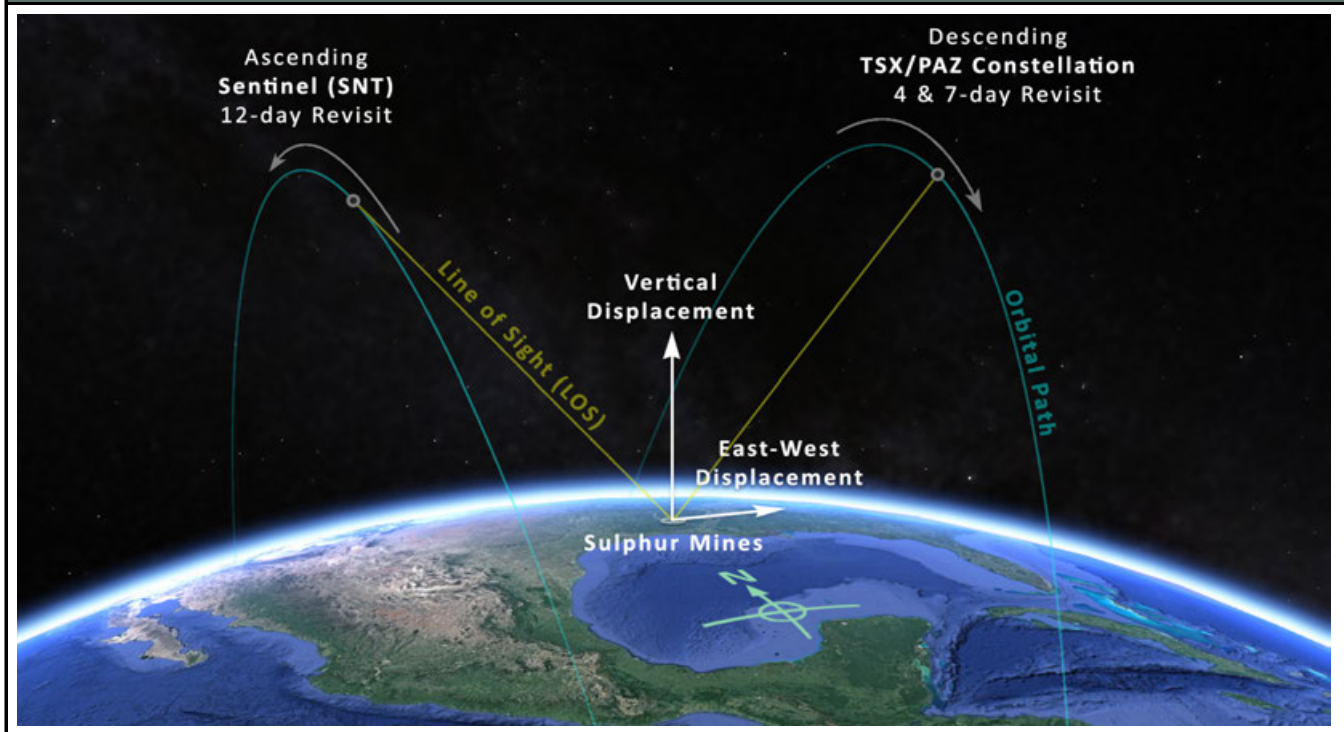 Ascending
Sentinel (SNT)
12-day Revisit
Descending
TSX/PAZ Constellation
4 & 7-day Revisit
Line of Sight (LOS)
Vertical
Displacement
Orbital Path
East-West
Displacement
Sulphur Mines
N